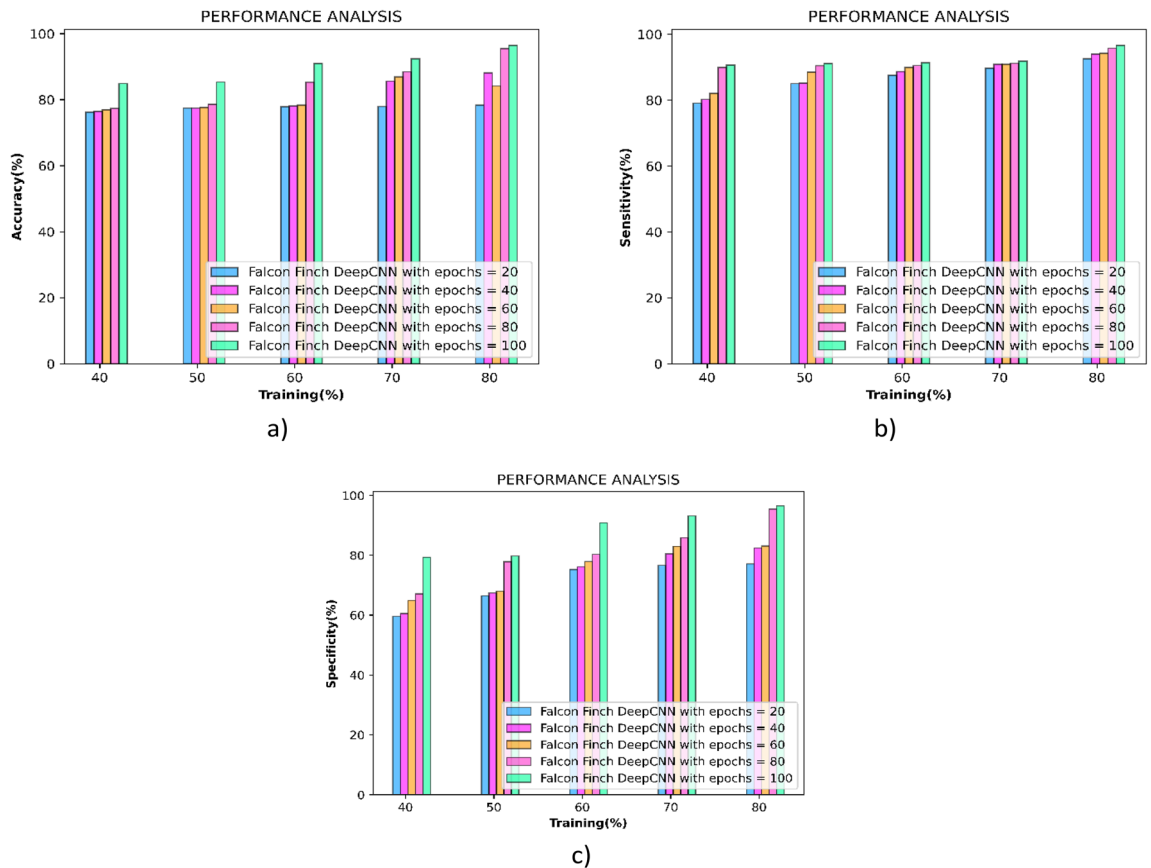 PERFORMANCE ANALYSIS
100
80
60
40
20
0
Accuracy(%)
Falcon Finch DeepCNN with epochs = 20
Falcon Finch DeepCNN with epochs = 40
Falcon Finch DeepCNN with epochs = 60
Falcon Finch DeepCNN with epochs = 80
Falcon Finch DeepCNN with epochs = 100
40 50 60 70 80
Training(%)
a)
PERFORMANCE ANALYSIS
100
80
60
40
20
0
Sensitivity(%)
Falcon Finch DeepCNN with epochs = 20
Falcon Finch DeepCNN with epochs = 40
Falcon Finch DeepCNN with epochs = 60
Falcon Finch DeepCNN with epochs = 80
Falcon Finch DeepCNN with epochs = 100
40 50 60 70 80
Training(%)
b)
PERFORMANCE ANALYSIS
100
80
60
40
20
0
Specificity(%)
Falcon Finch DeepCNN with epochs = 20
Falcon Finch DeepCNN with epochs = 40
Falcon Finch DeepCNN with epochs = 60
Falcon Finch DeepCNN with epochs = 80
Falcon Finch DeepCNN with epochs = 100
40 50 60 70 80
Training(%)
c)